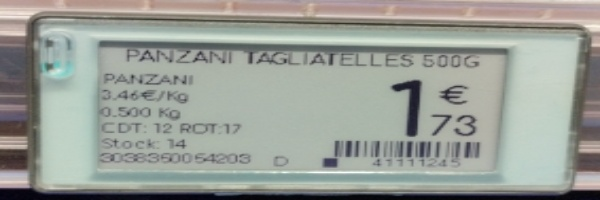 PANZANI TAGLIATELLES 500G
PANZANI
3.46€/Kg
0.500 Kg
CDT: 12 ROT:17
Stock: 14
3038350054203 D
1€73
41111245